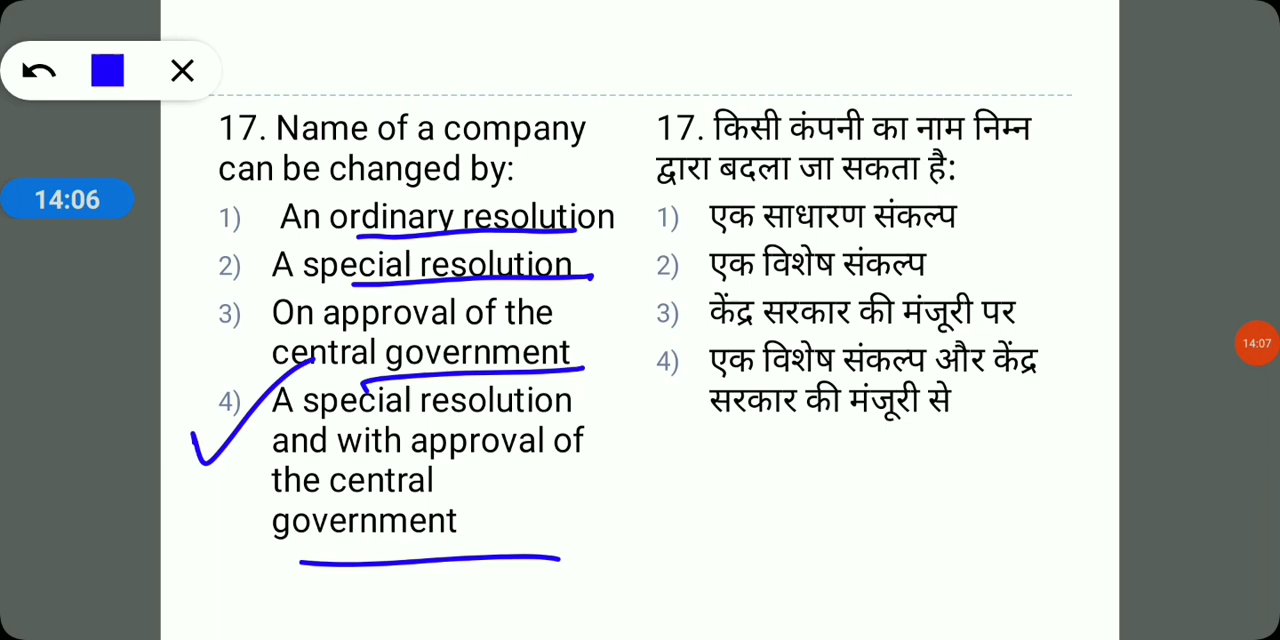 14:06
17. Name of a company
can be changed by:
1) An ordinary resolution
2) A special resolution
3) On approval of the
central government
4) A special resolution
and with approval of
the central
government
17. किसी कंपनी का नाम निम्न
द्वारा बदला जा सकता है:
1) एक साधारण संकल्प
2) एक विशेष संकल्प
3) केंद्र सरकार की मंजूरी पर
4) एक विशेष संकल्प और केंद्र
सरकार की मंजूरी से
14:07